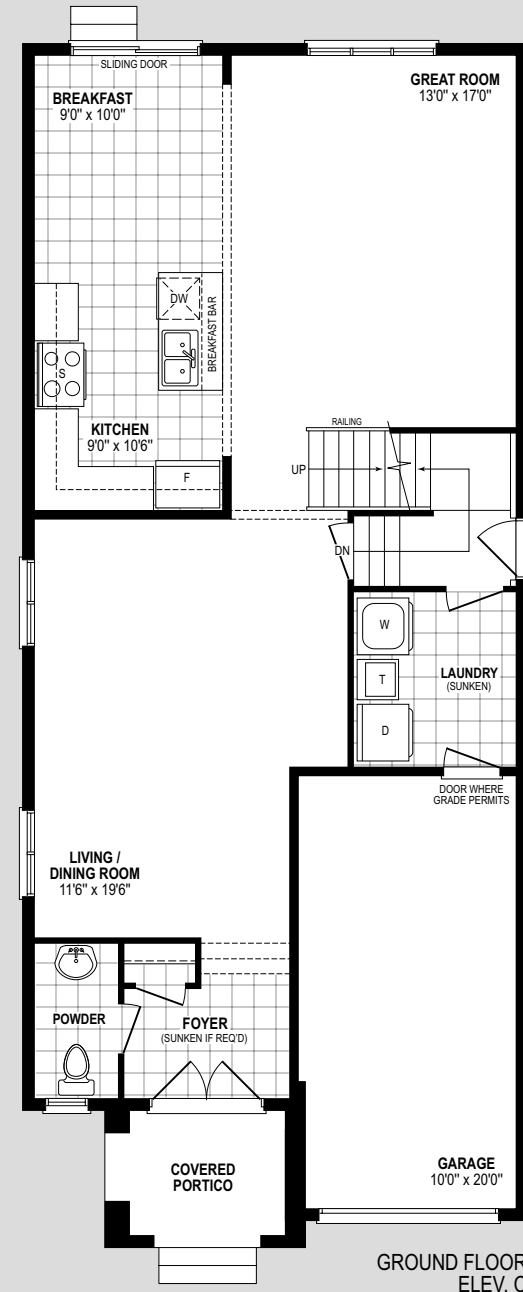 SLIDING DOOR
BREAKFAST
9'0" x 10'0"
GREAT ROOM
13'0" x 17'0"
DW
BREAKFAST BAR
S
KITCHEN
9'0" x 10'6"
F
RAILING
UP
DN
W
T
D
LAUNDRY
(SUNKEN)
DOOR WHERE
GRADE PERMITS
LIVING /
DINING ROOM
11'6" x 19'6"
POWDER
FOYER
(SUNKEN IF REQ'D)
COVERED
PORTICO
GARAGE
10'0" x 20'0"
GROUND FLOOR
ELEV. C